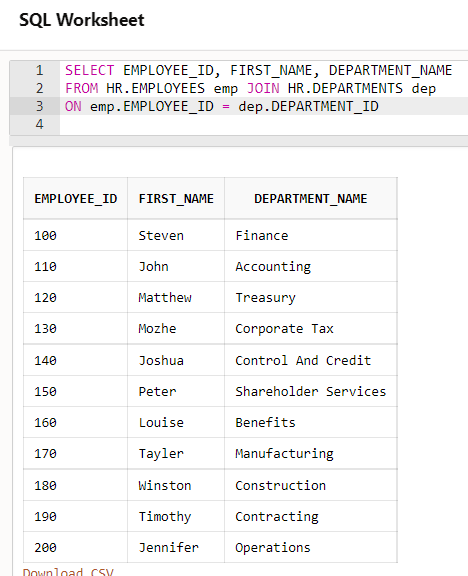 SQL Worksheet
1 SELECT EMPLOYEE_ID, FIRST_NAME, DEPARTMENT_NAME
2 FROM HR.EMPLOYEES emp JOIN HR.DEPARTMENTS dep
3 ON emp.EMPLOYEE_ID = dep.DEPARTMENT_ID
4
EMPLOYEE_ID FIRST_NAME DEPARTMENT_NAME
100 Steven Finance
110 John Accounting
120 Matthew Treasury
130 Mozhe Corporate Tax
140 Joshua Control And Credit
150 Peter Shareholder Services
160 Louise Benefits
170 Tayler Manufacturing
180 Winston Construction
190 Timothy Contracting
200 Jennifer Operations
Download CSV